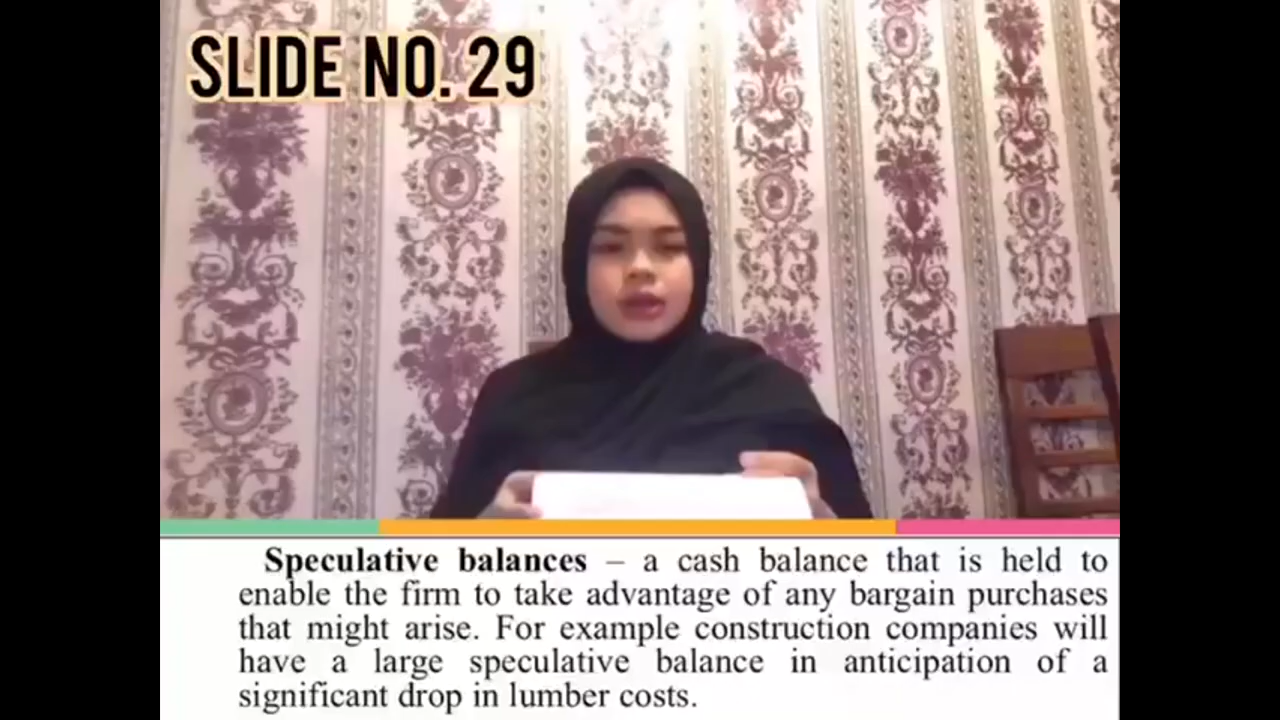 SLIDE NO. 29
Speculative balances – a cash balance that is held to
enable the firm to take advantage of any bargain purchases
that might arise. For example construction companies will
have a large speculative balance in anticipation of a
significant drop in lumber costs.